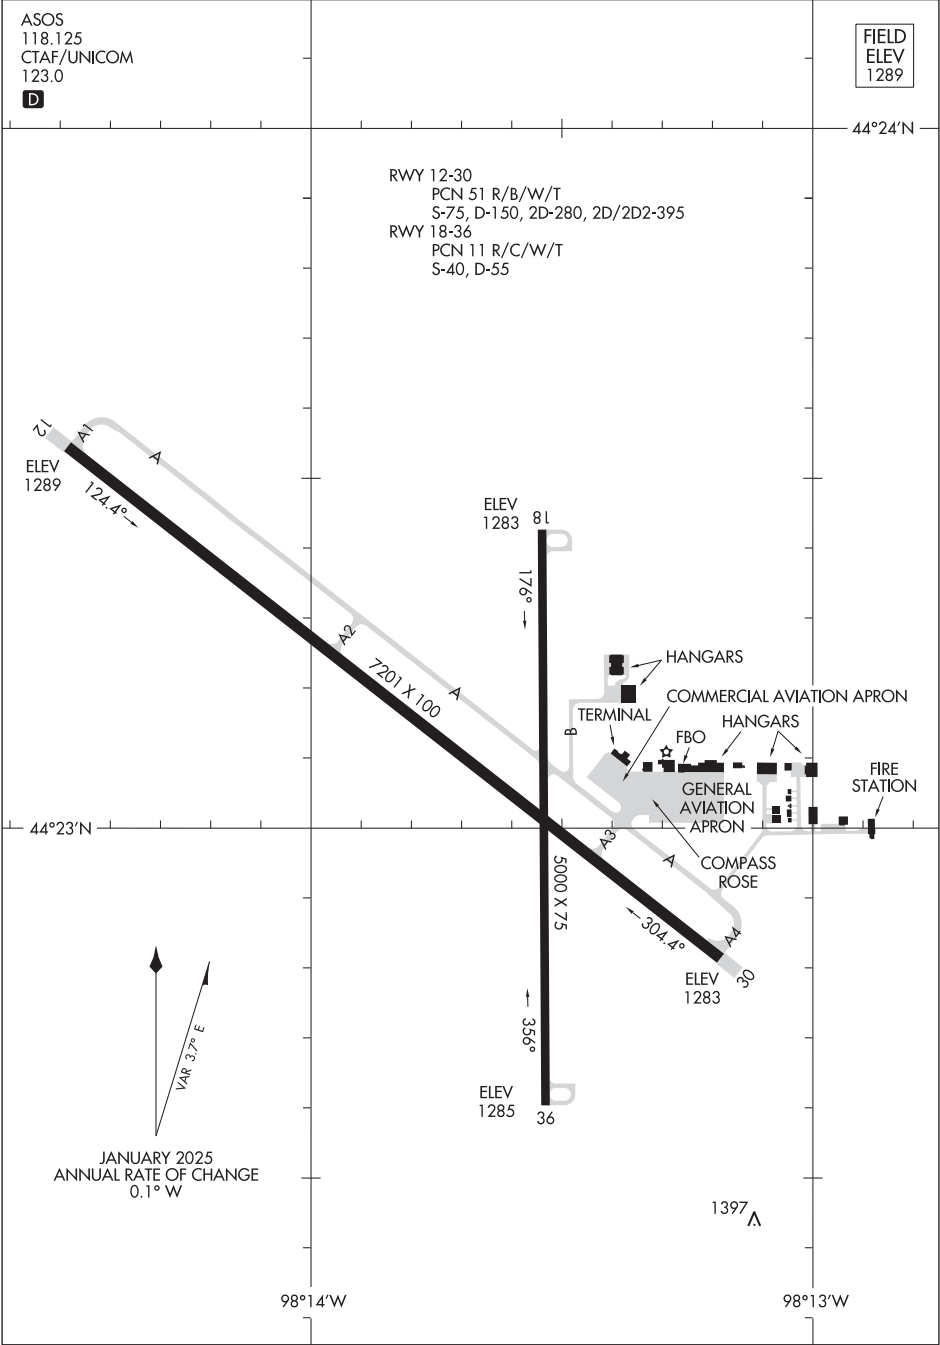 ASOS
118.125
CTAF/UNICOM
123.0
D
FIELD
ELEV
1289
44°24'N
RWY 12-30
PCN 51 R/B/W/T
S-75, D-150, 2D-280, 2D/2D2-395
RWY 18-36
PCN 11 R/C/W/T
S-40, D-55
12
A1
A
ELEV
1289
124.4°
ELEV
1283
18
176°
A2
7201 X 100
A
HANGARS
COMMERCIAL AVIATION APRON
TERMINAL
HANGARS
B
FBO
FIRE
STATION
GENERAL
AVIATION
APRON
44°23'N
A3
A
COMPASS
ROSE
5000 X 75
304.4°
A4
30
ELEV
1283
356°
VAR 3.7° E
ELEV
1285
36
JANUARY 2025
ANNUAL RATE OF CHANGE
0.1° W
1397
98°14'W
98°13'W